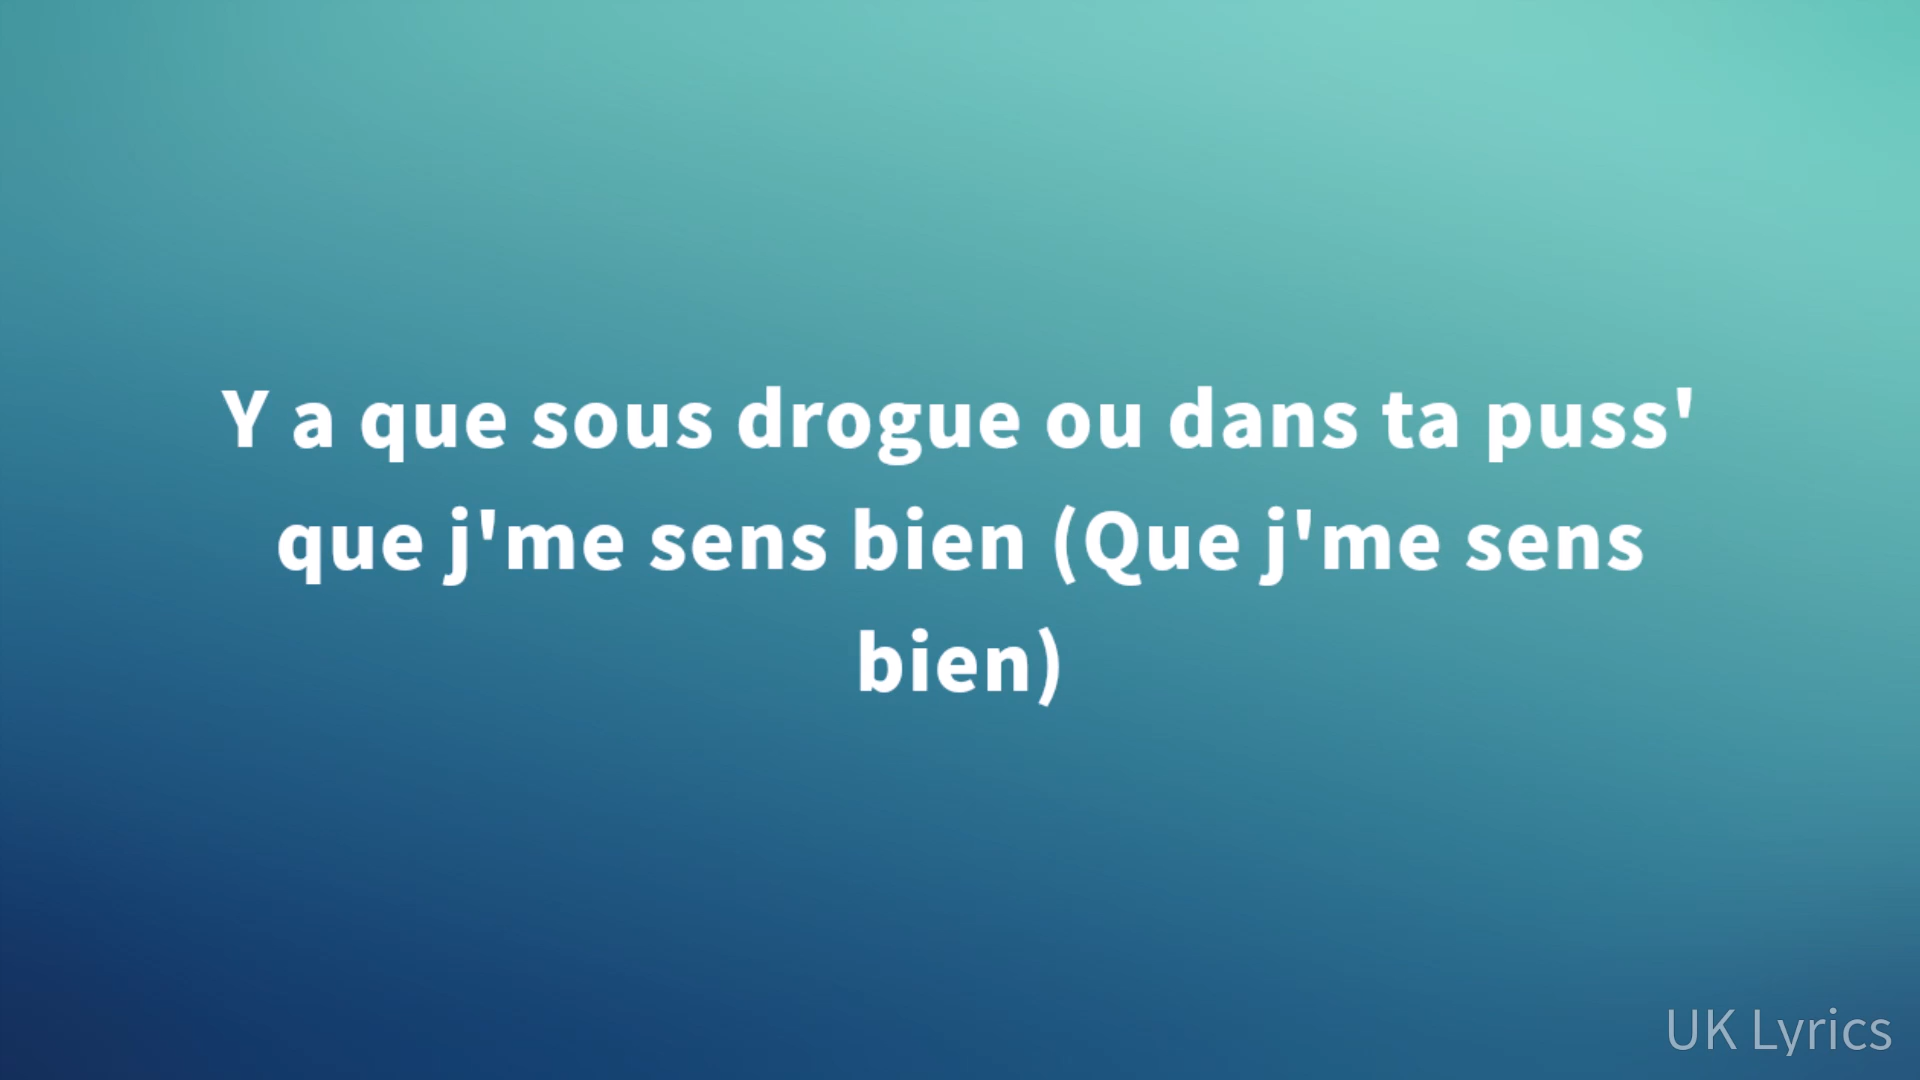 Y a que sous drogue ou dans ta puss'
que j'me sens bien (Que j'me sens
bien)
UK Lyrics